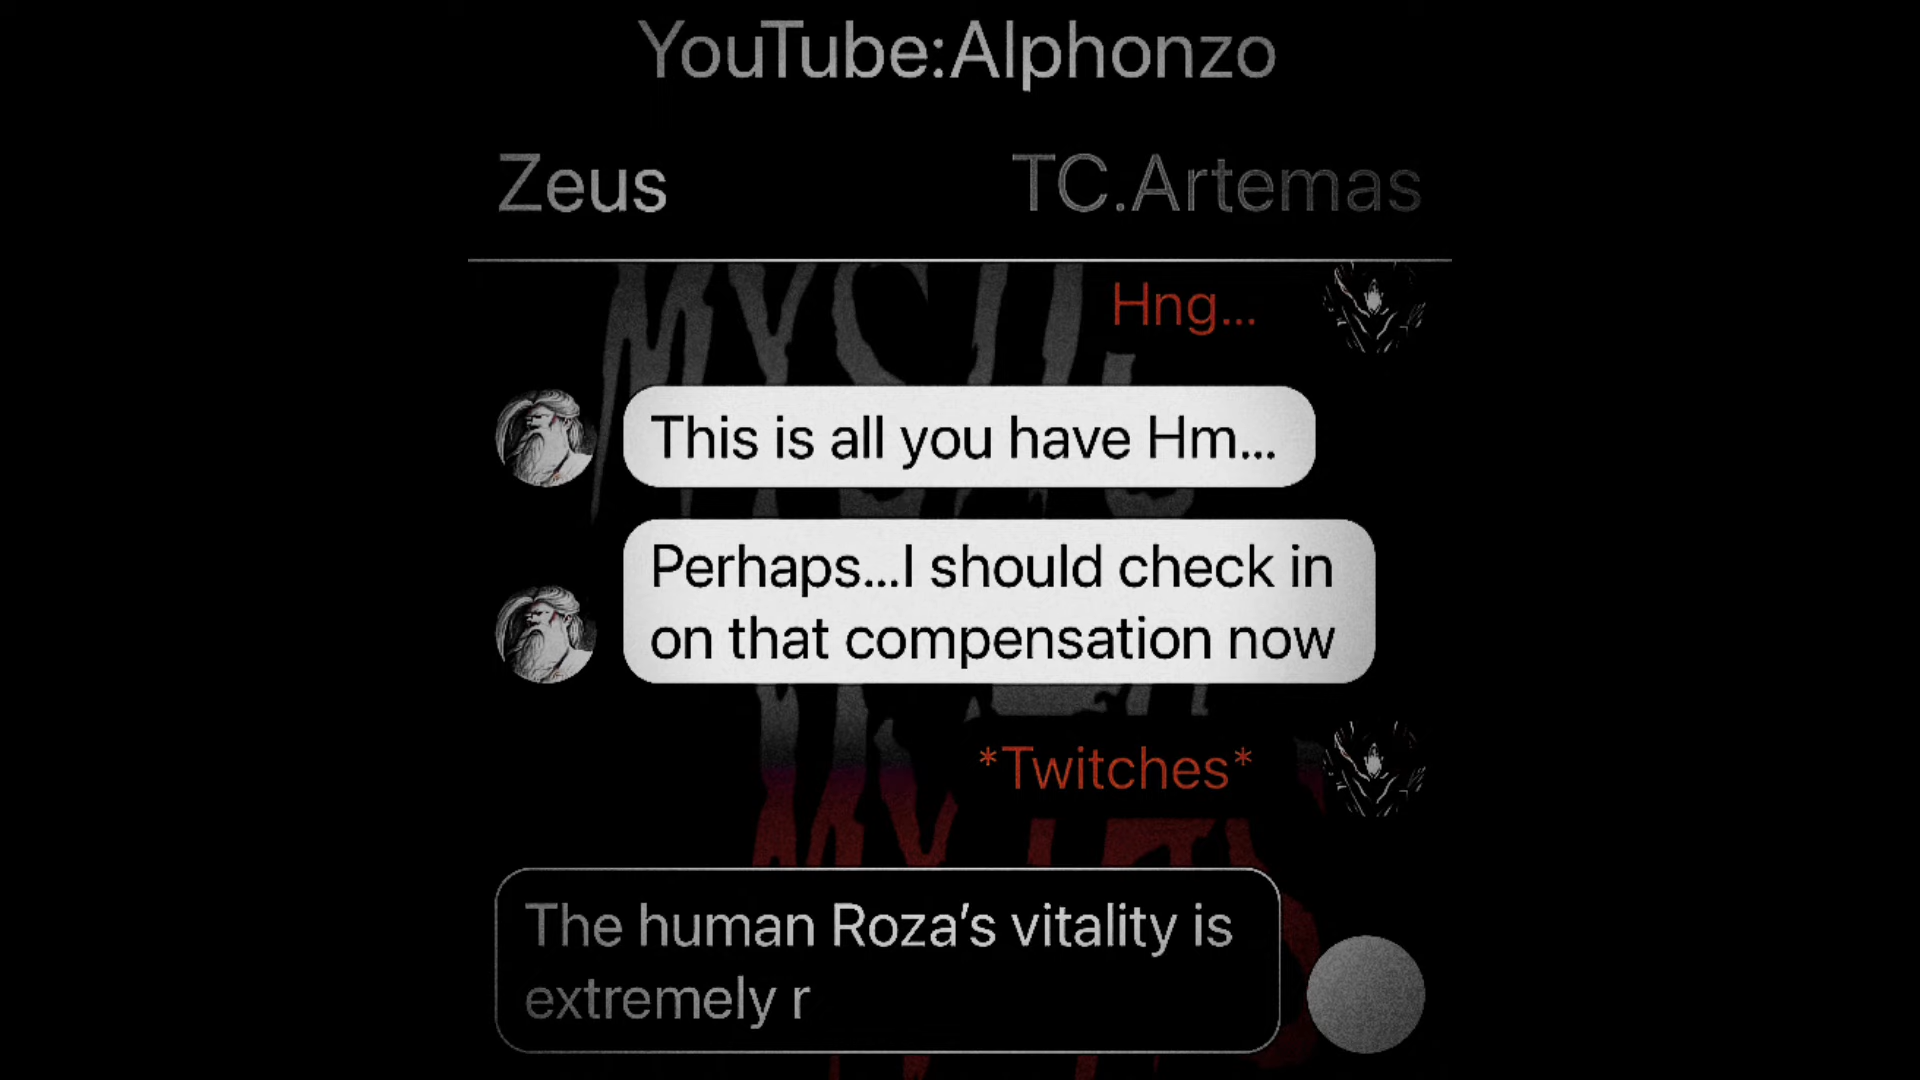 YouTube:Alphonzo
Zeus
TC.Artemas
Hng...
This is all you have Hm...
Perhaps...I should check in
on that compensation now
*Twitches*
The human Roza’s vitality is
extremely r